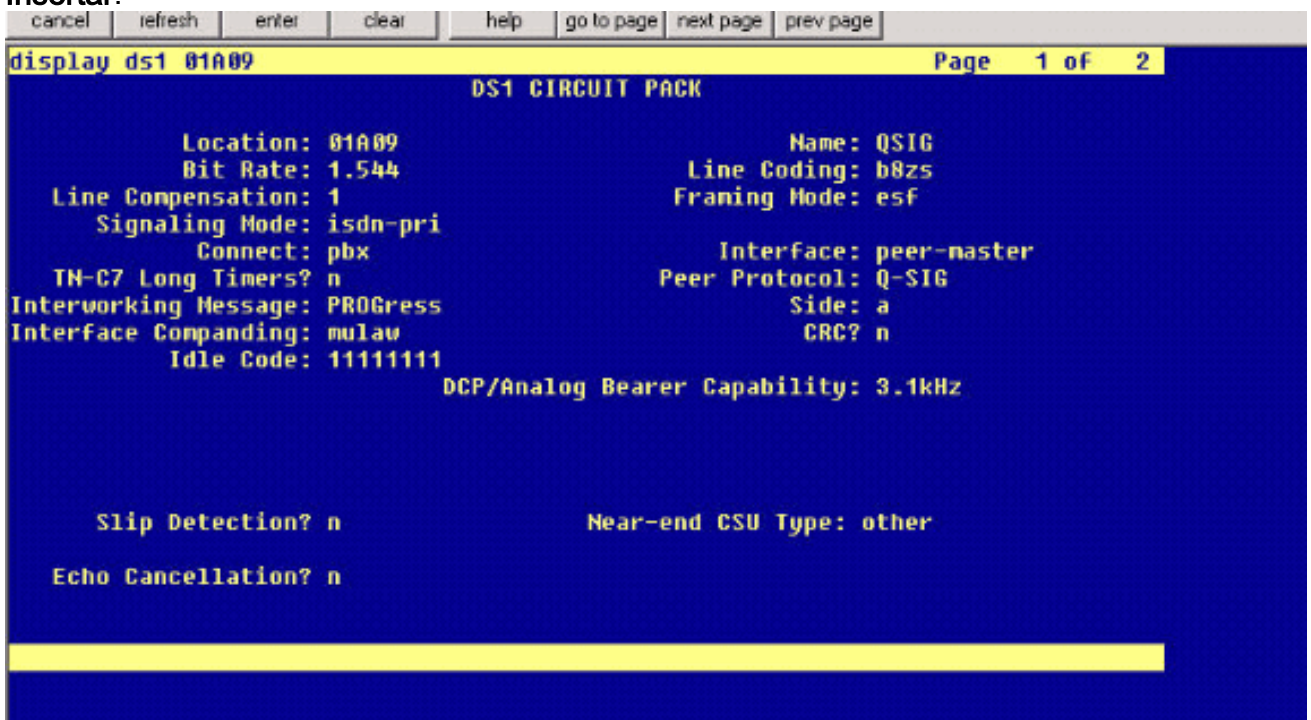 insertar.
cancel refresh enter clear help go to page next page prev page
display ds1 01A09 Page 1 of 2
DS1 CIRCUIT PACK
Location: 01A09 Name: QSIG
Bit Rate: 1.544 Line Coding: b8zs
Line Compensation: 1 Framing Mode: esf
Signaling Mode: isdn-pri
Connect: pbx Interface: peer-master
TN-C7 Long Timers? n Peer Protocol: Q-SIG
Interworking Message: PROGress Side: a
Interface Companding: mulaw CRC? n
Idle Code: 11111111
DCP/Analog Bearer Capability: 3.1kHz
Slip Detection? n Near-end CSU Type: other
Echo Cancellation? n